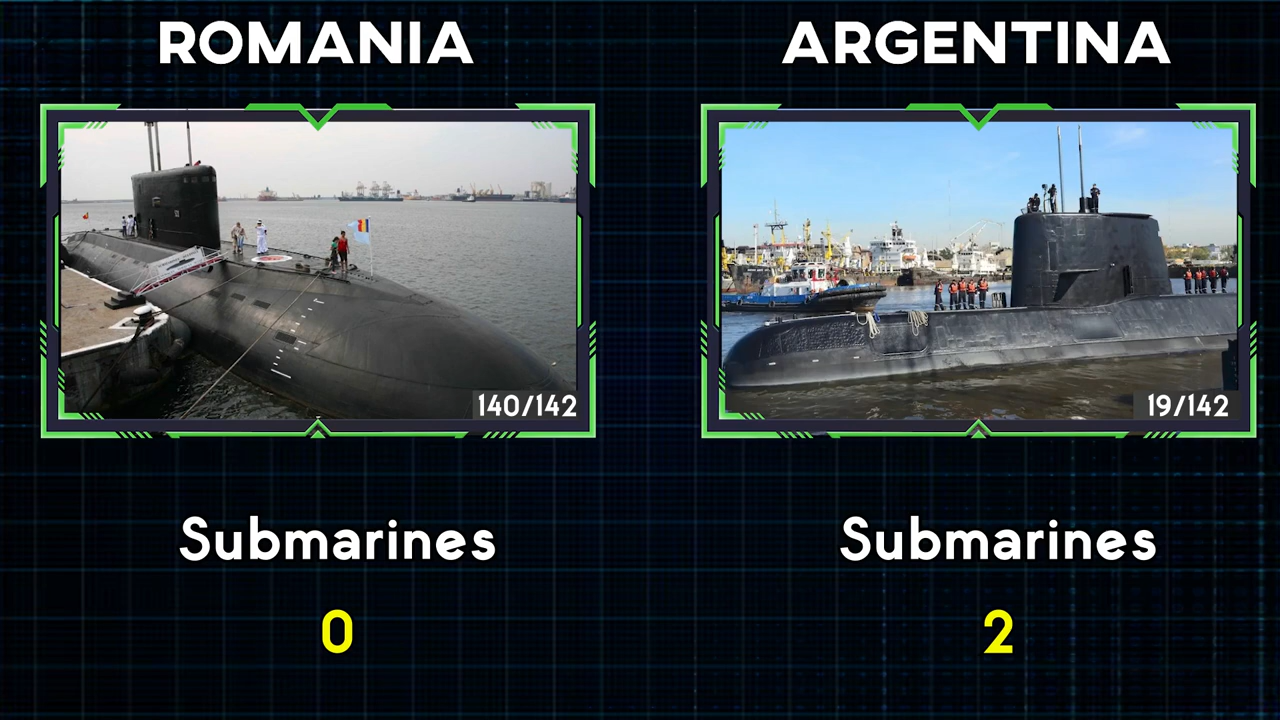 ROMANIA
ARGENTINA
140/142
19/142
Submarines
Submarines
0
2